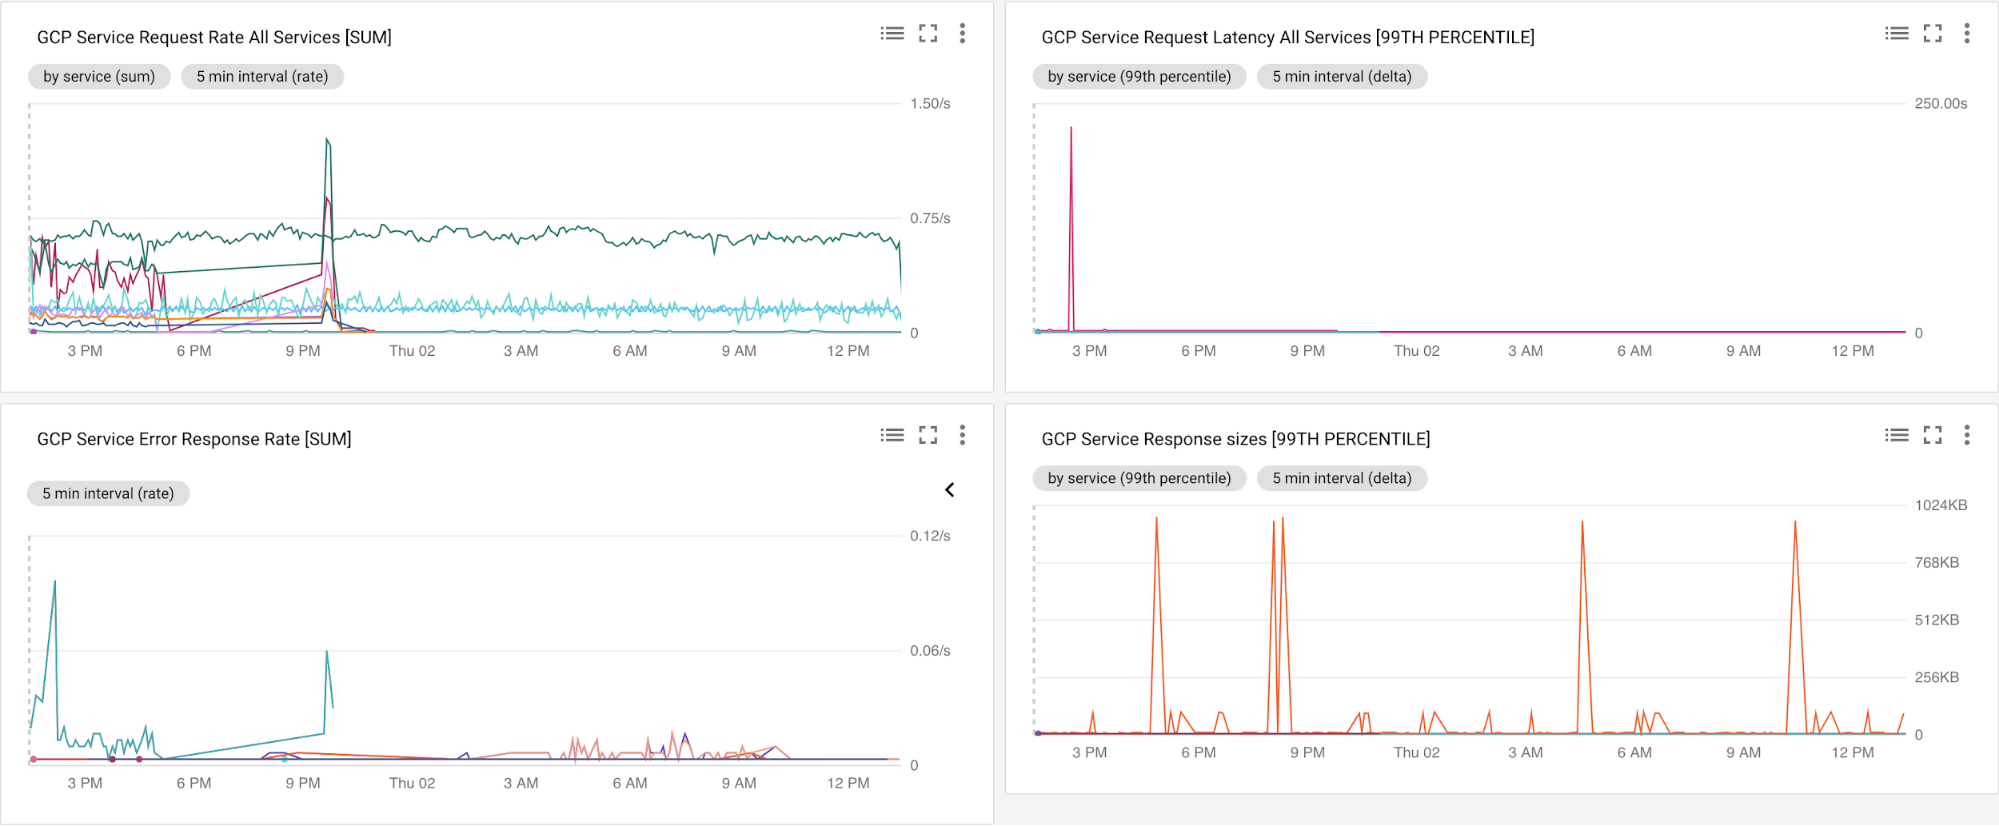 GCP Service Request Rate All Services [SUM]
by service (sum) 5 min interval (rate)
1.50/s
0.75/s
0
3 PM 6 PM 9 PM Thu 02 3 AM 6 AM 9 AM 12 PM
GCP Service Request Latency All Services [99TH PERCENTILE]
by service (99th percentile) 5 min interval (delta)
250.00s
0
3 PM 6 PM 9 PM Thu 02 3 AM 6 AM 9 AM 12 PM
GCP Service Error Response Rate [SUM]
5 min interval (rate)
0.12/s
0.06/s
0
3 PM 6 PM 9 PM Thu 02 3 AM 6 AM 9 AM 12 PM
GCP Service Response sizes [99TH PERCENTILE]
by service (99th percentile) 5 min interval (delta)
1024KB
768KB
512KB
256KB
0
3 PM 6 PM 9 PM Thu 02 3 AM 6 AM 9 AM 12 PM